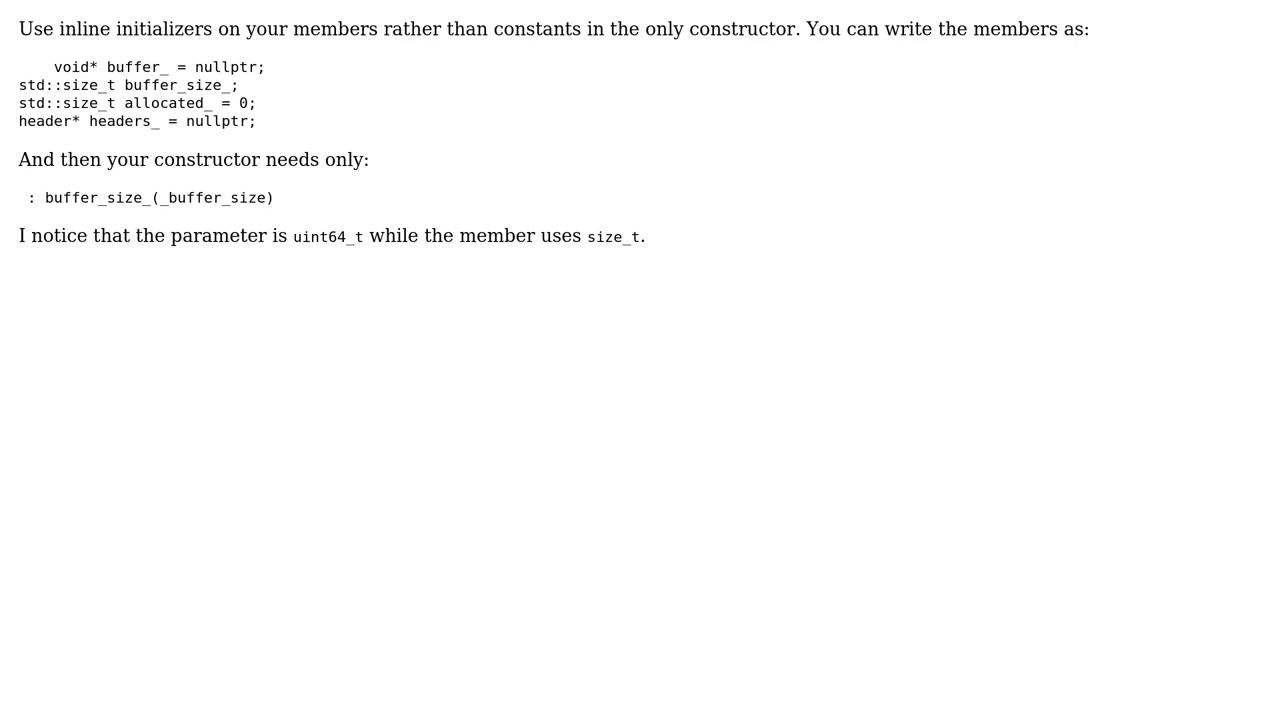 Use inline initializers on your members rather than constants in the only constructor. You can write the members as:
    void* buffer_ = nullptr;
std::size_t buffer_size_;
std::size_t allocated_ = 0;
header* headers_ = nullptr;
And then your constructor needs only:
 : buffer_size_(_buffer_size)
I notice that the parameter is uint64_t while the member uses size_t.